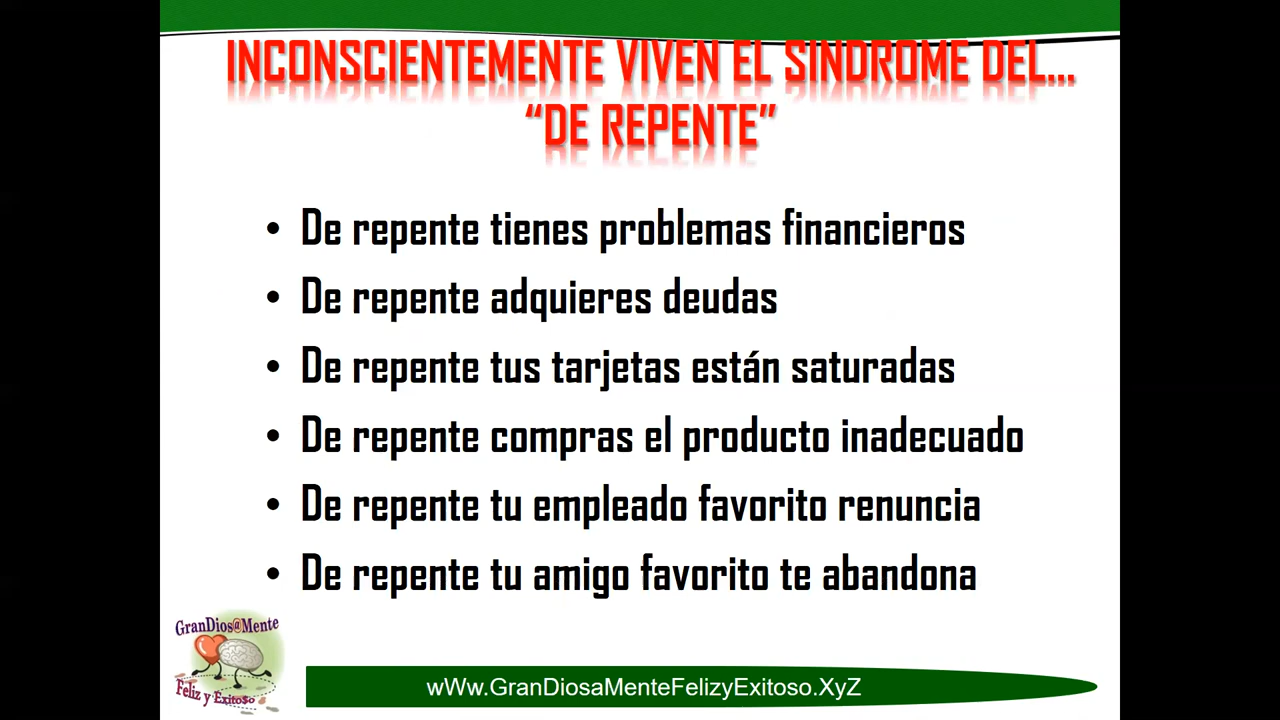 INCONSCIENTEMENTE VIVEN EL SINDROME DEL...
“DE REPENTE”
• De repente tienes problemas financieros
• De repente adquieres deudas
• De repente tus tarjetas están saturadas
• De repente compras el producto inadecuado
• De repente tu empleado favorito renuncia
• De repente tu amigo favorito te abandona
GranDios@Mente
Feliz y Exito$o
wWw.GranDiosaMenteFelizyExitoso.XyZ